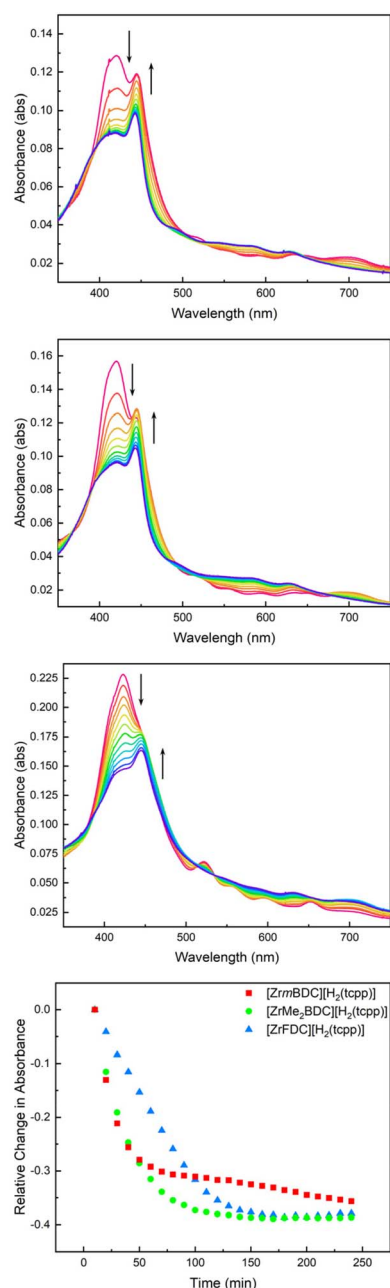 0.14
0.12
0.10
0.08
0.06
0.04
0.02
Absorbance (abs)
400 500 600 700
Wavelength (nm)
0.16
0.14
0.12
0.10
0.08
0.06
0.04
0.02
Absorbance (abs)
400 500 600 700
Wavelengh (nm)
0.225
0.200
0.175
0.150
0.125
0.100
0.075
0.050
0.025
Absorbance (abs)
400 500 600 700
Wavelength (nm)
[ZrmBDC][H₂(tcpp)]
[ZrMe₂BDC][H₂(tcpp)]
[ZrFDC][H₂(tcpp)]
0.0
-0.1
-0.2
-0.3
-0.4
Relative Change in Absorbance
0 50 100 150 200 250
Time (min)